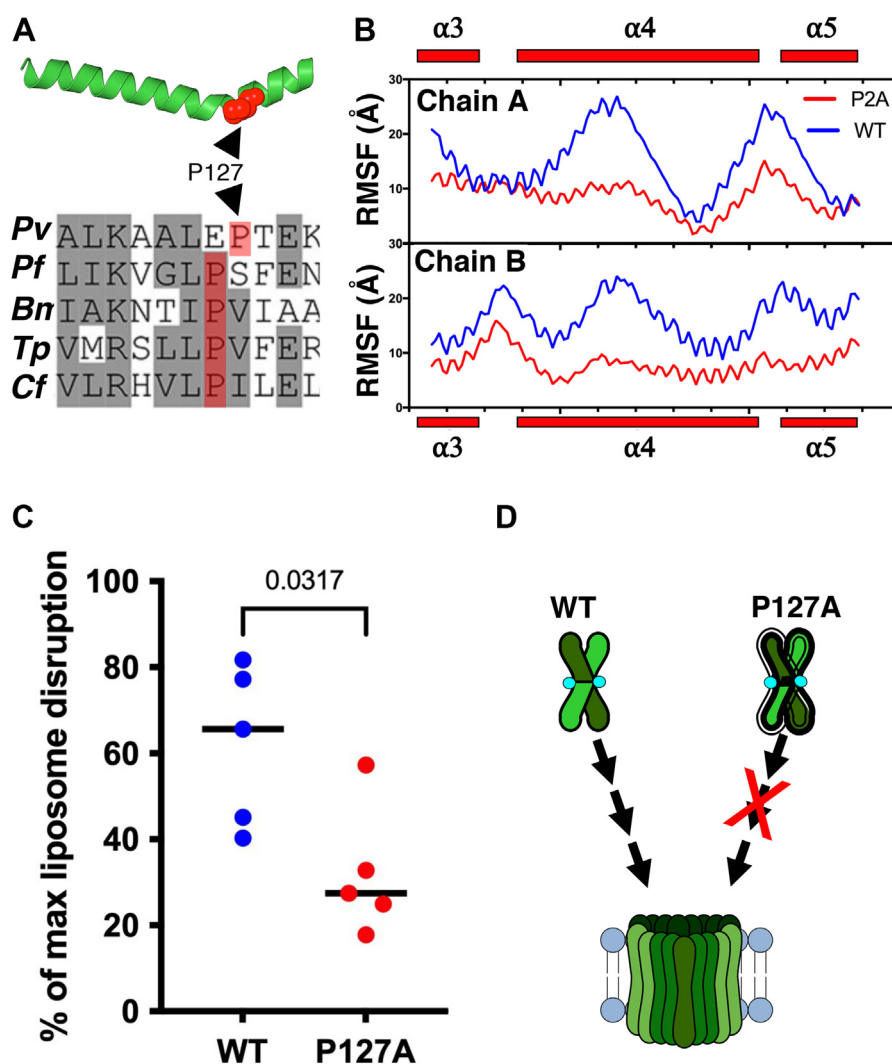 A
P127
Pv ALKAALEPTEK
Pf LIKVGLPSFEN
Bm IAKNTIPVIAA
Tp VMRSLLPVFER
Cf VLRHVLPILEL
B
α3 α4 α5
Chain A
P2A
WT
RMSF (Å)
30
20
10
Chain B
RMSF (Å)
30
20
10
0
α3 α4 α5
C
% of max liposome disruption
100
80
60
40
20
0
0.0317
WT P127A
D
WT P127A